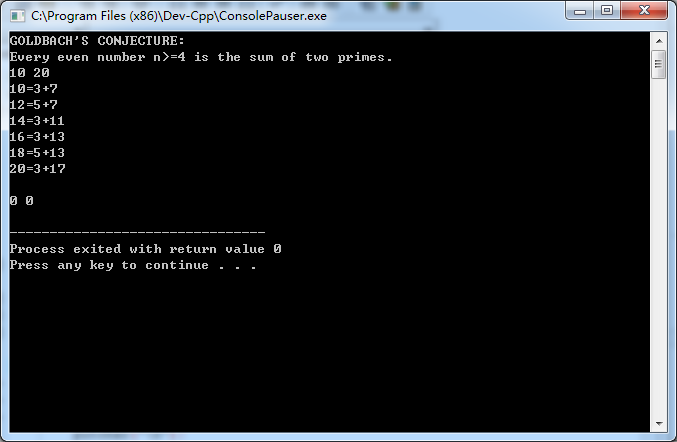 C:\Program Files (x86)\Dev-Cpp\ConsolePauser.exe
GOLDBACH'S CONJECTURE:
Every even number n>=4 is the sum of two primes.
10 20
10=3+7
12=5+7
14=3+11
16=3+13
18=5+13
20=3+17
0 0
--------------------------------
Process exited with return value 0
Press any key to continue . . .